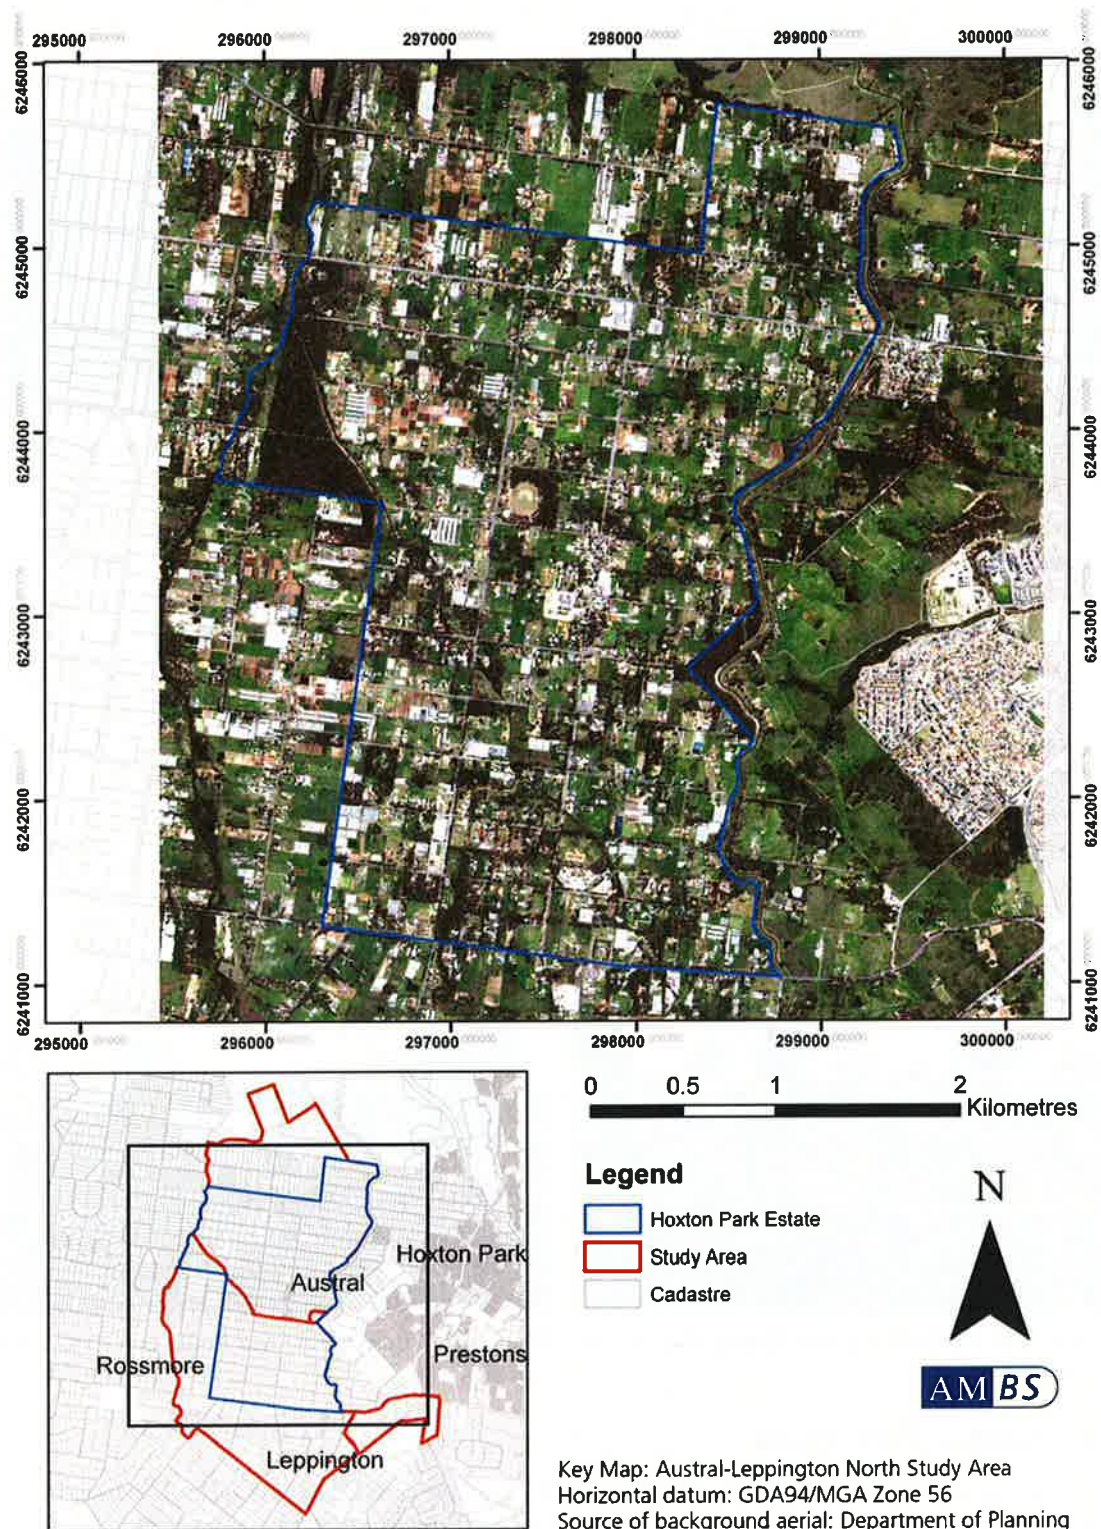 295000 296000 297000 298000 299000 300000
6246000 6246000
6245000 6245000
6244000 6244000
6243000 6243000
6242000 6242000
6241000 6241000
295000 296000 297000 298000 299000 300000
0 0.5 1 2
Kilometres
Legend
Hoxton Park Estate
Study Area
Cadastre
N
AMBS
Hoxton Park
Austral
Prestons
Rossmore
Leppington
Key Map: Austral-Leppington North Study Area
Horizontal datum: GDA94/MGA Zone 56
Source of background aerial: Department of Planning